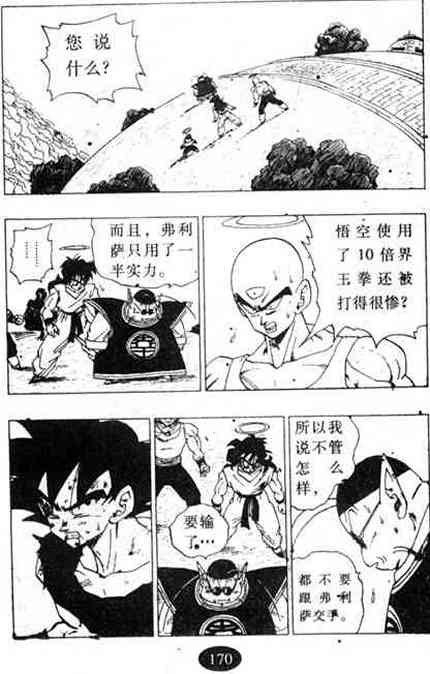 您说
什么？
悟空使用
了10倍界
王拳还被
打得很惨？
而且，弗利
萨只用了一
半实力。
……
所以我
说不管
怎么
样，
都不要
跟弗利
萨交手。
要输
了…
170